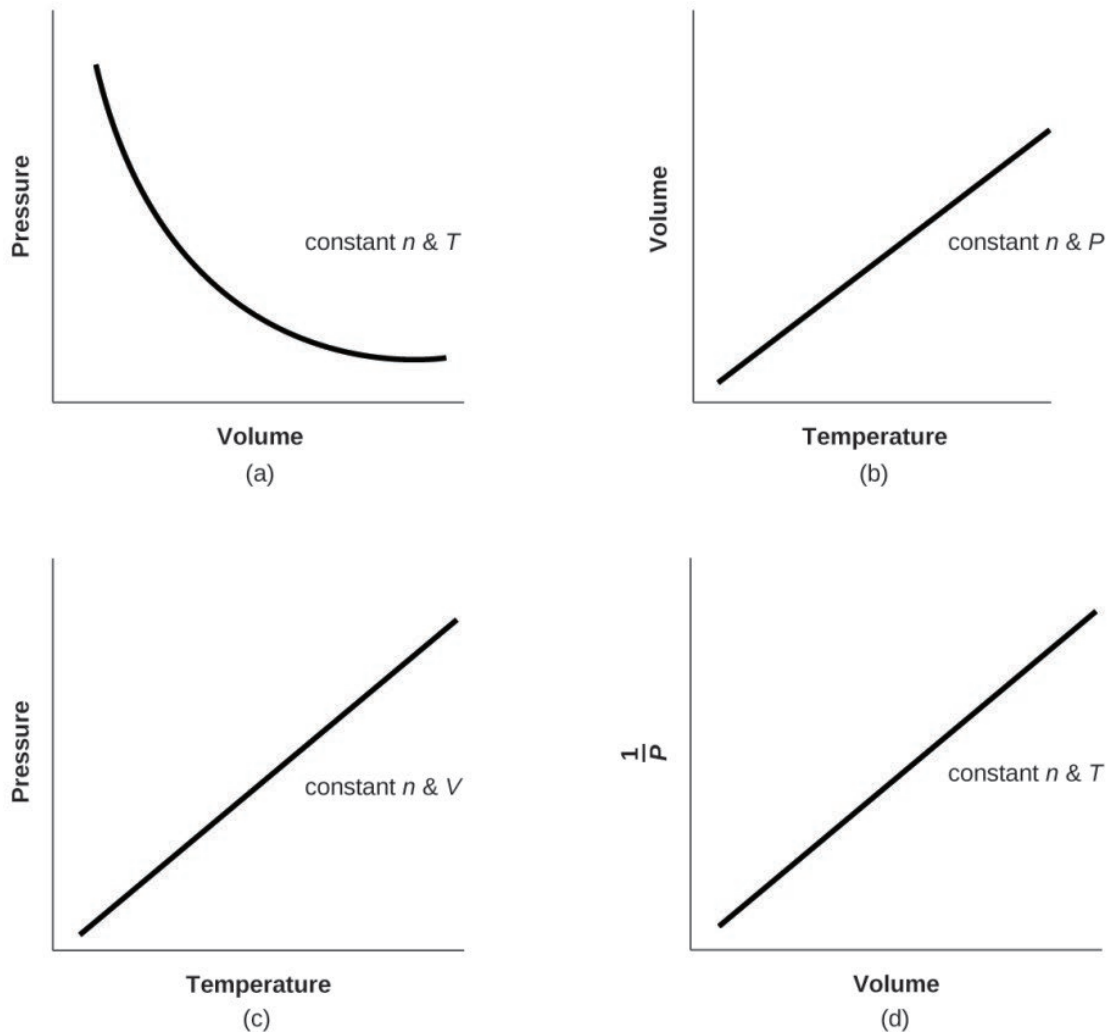 Pressure
constant n & T
Volume
(a)
Volume
constant n & P
Temperature
(b)
Pressure
constant n & V
Temperature
(c)
1
P
constant n & T
Volume
(d)